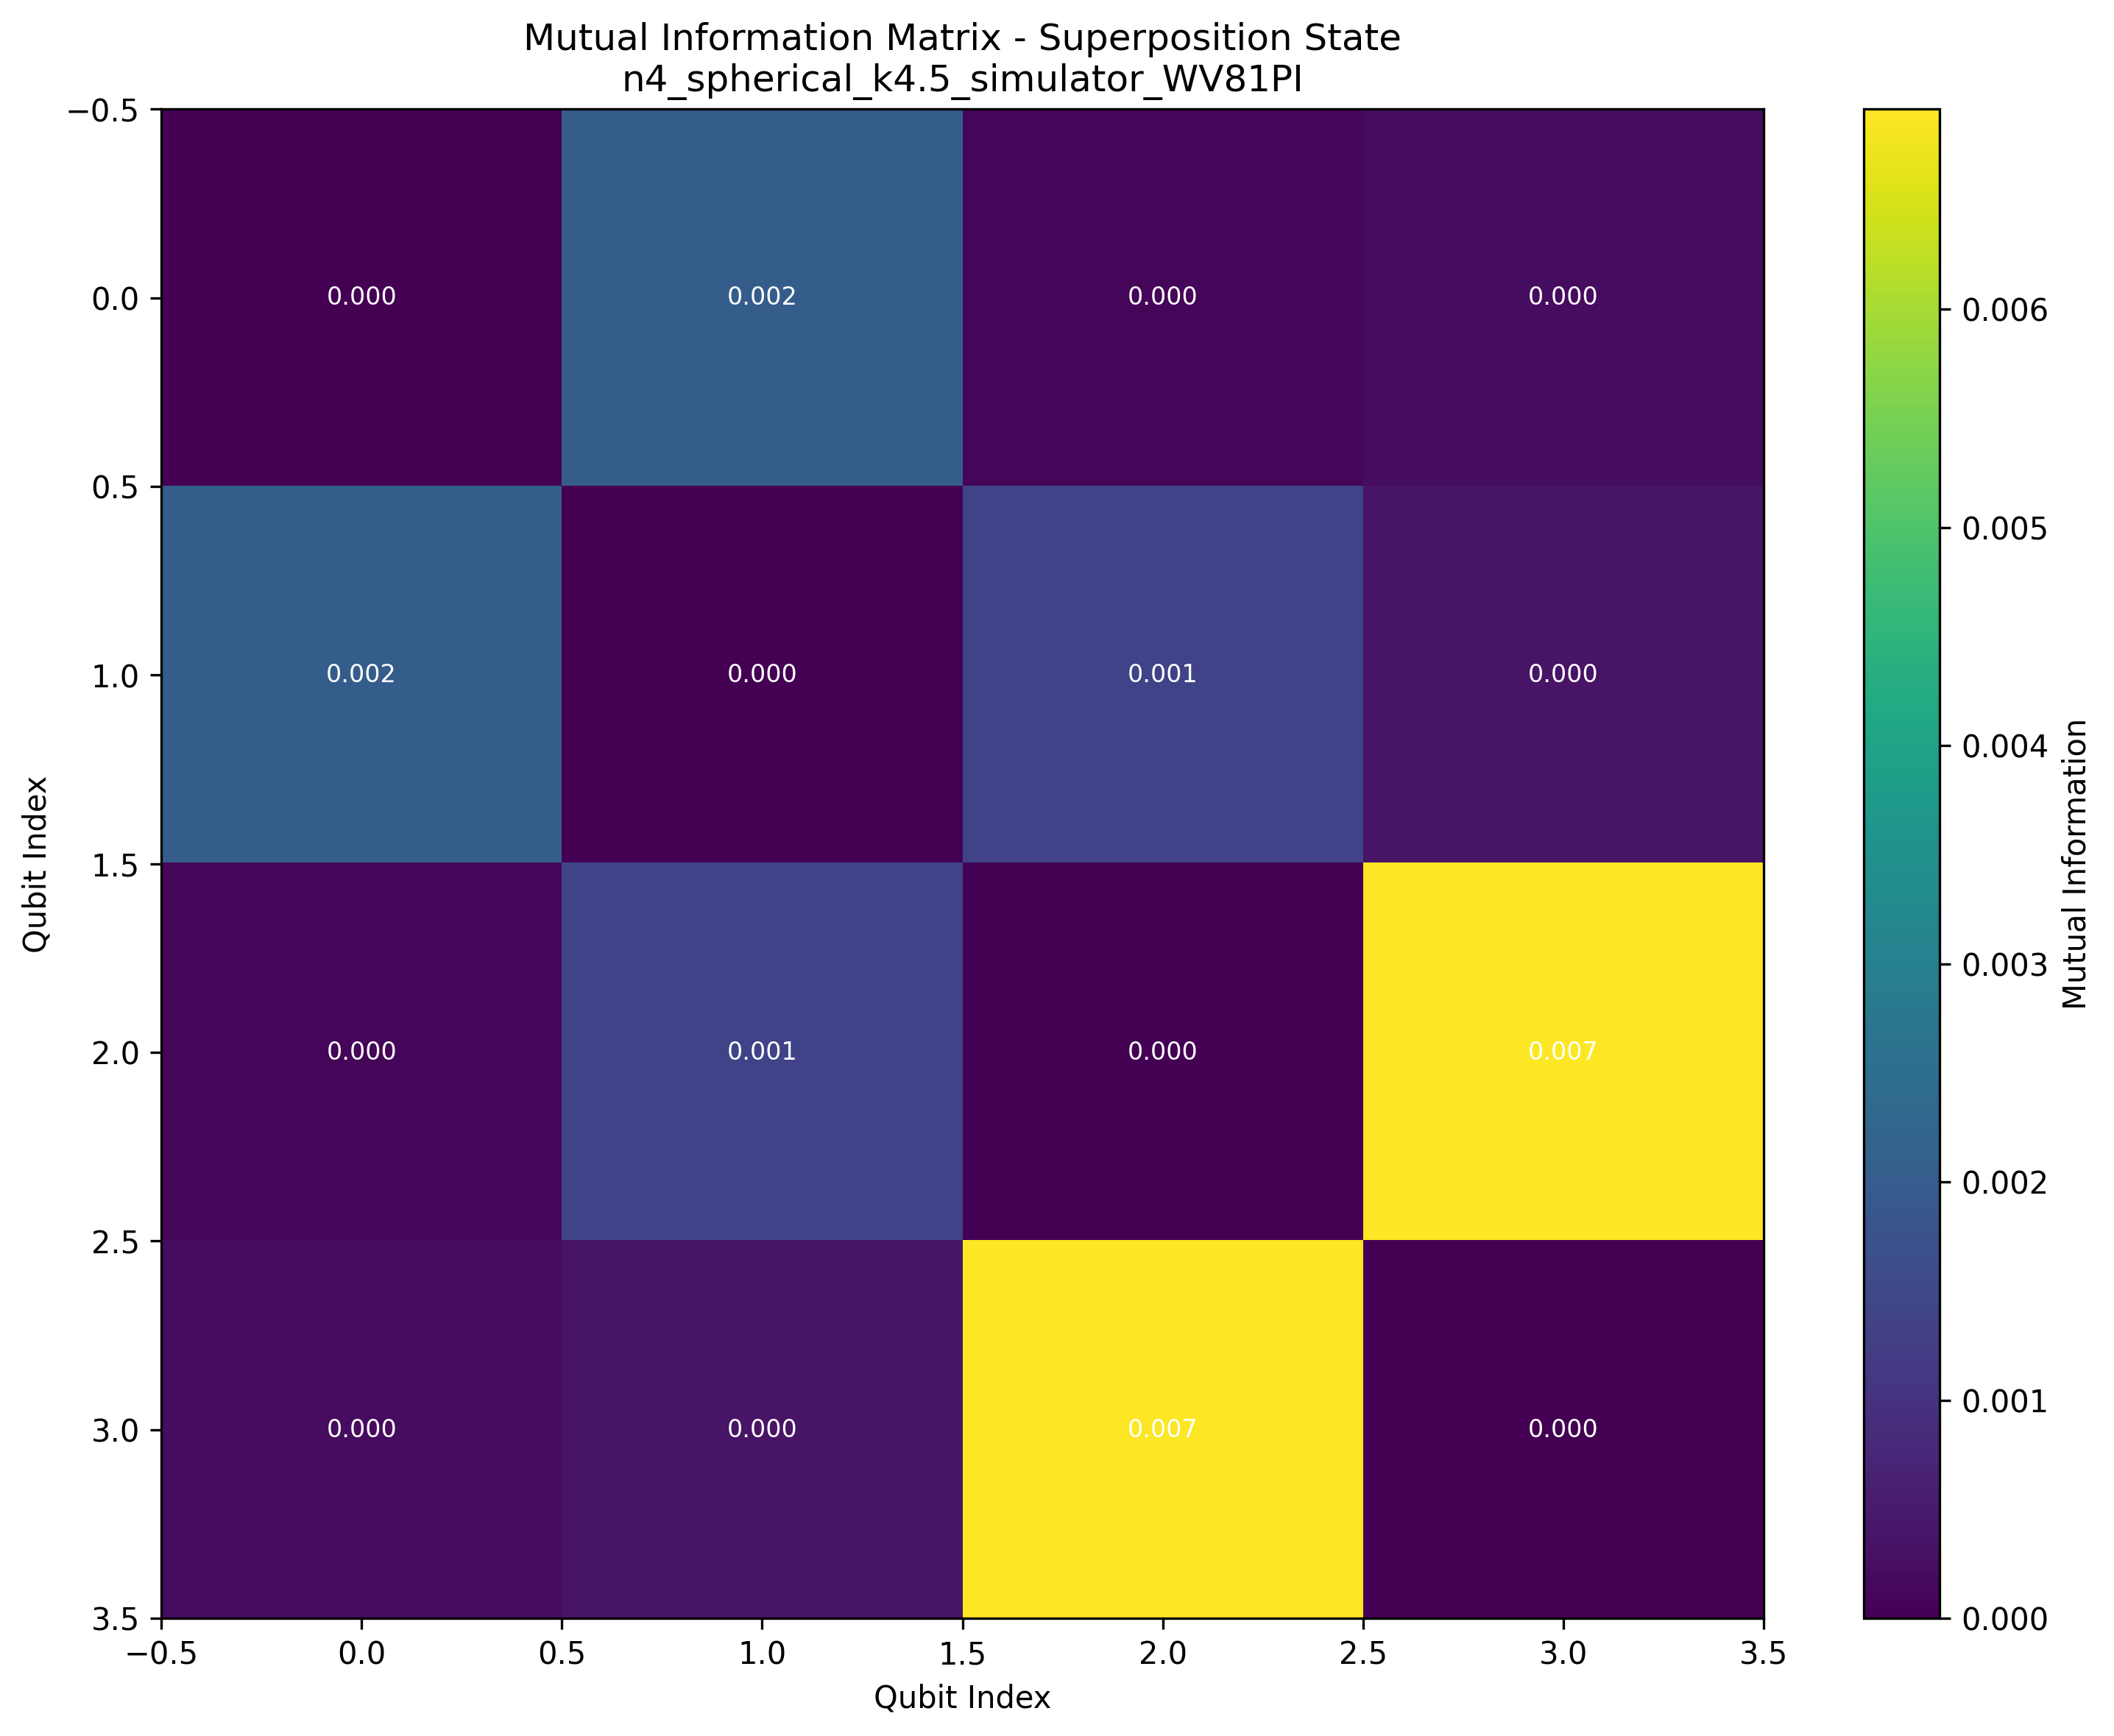 Mutual Information Matrix - Superposition State
n4_spherical_k4.5_simulator_WV81PI
−0.5
0.0
0.5
1.0
1.5
2.0
2.5
3.0
3.5
Qubit Index
0.000 0.002 0.000 0.000
0.002 0.000 0.001 0.000
0.000 0.001 0.000 0.007
0.000 0.000 0.007 0.000
−0.5 0.0 0.5 1.0 1.5 2.0 2.5 3.0 3.5
Qubit Index
0.006
0.005
0.004
0.003
0.002
0.001
0.000
Mutual Information